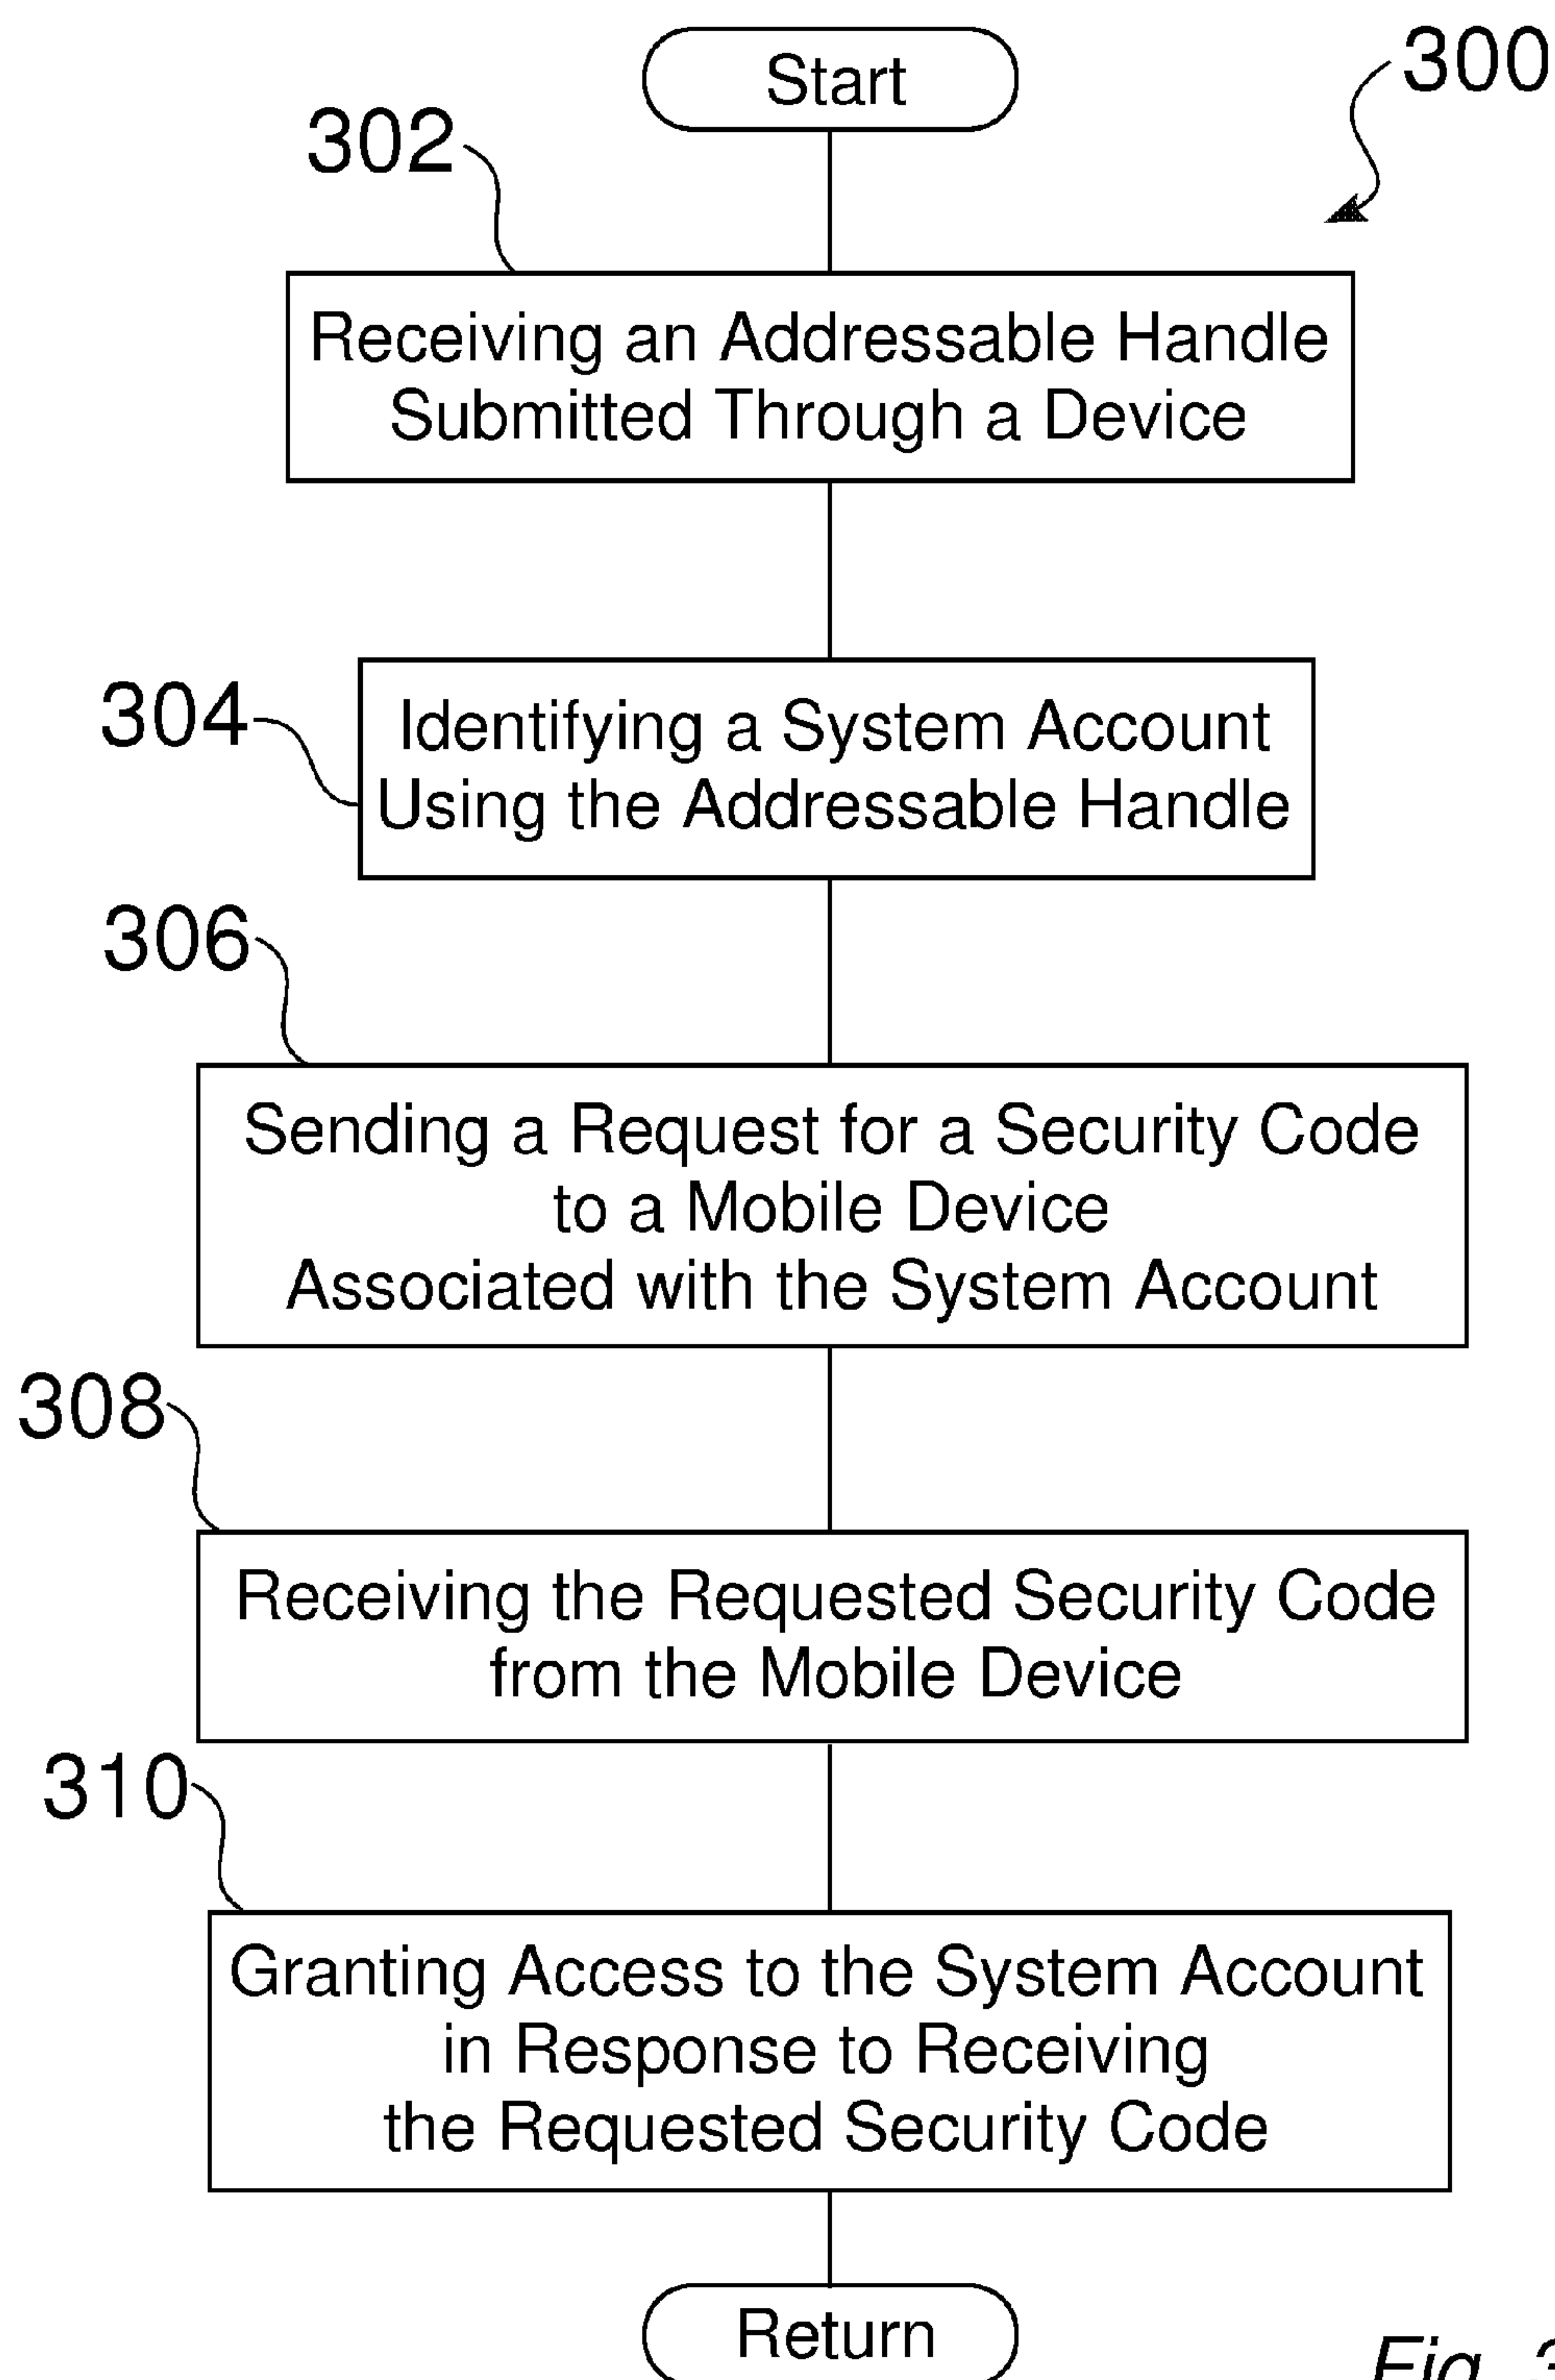 Start
300
302
Receiving an Addressable Handle
Submitted Through a Device
304
Identifying a System Account
Using the Addressable Handle
306
Sending a Request for a Security Code
to a Mobile Device
Associated with the System Account
308
Receiving the Requested Security Code
from the Mobile Device
310
Granting Access to the System Account
in Response to Receiving
the Requested Security Code
Return
Fig. 3